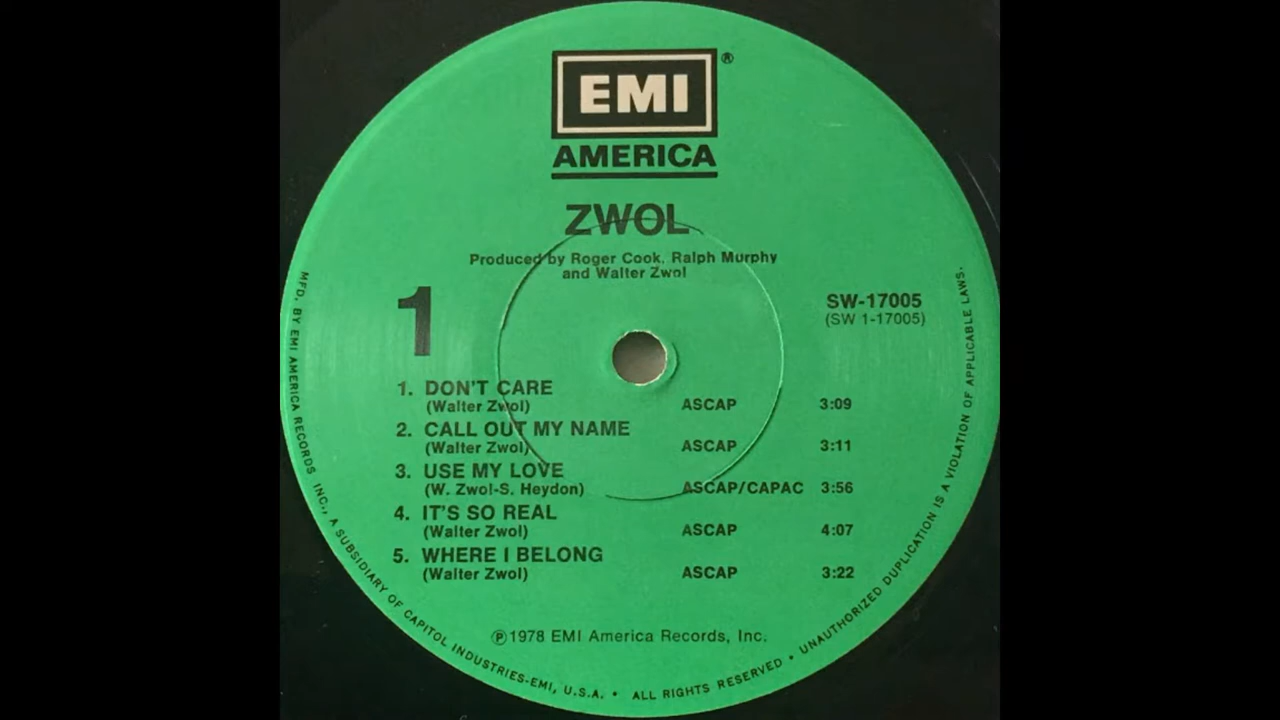 EMI®
AMERICA
ZWOL
Produced by Roger Cook, Ralph Murphy
and Walter Zwol
1
SW-17005
(SW 1-17005)
1. DON'T CARE
(Walter Zwol) ASCAP 3:09
2. CALL OUT MY NAME
(Walter Zwol) ASCAP 3:11
3. USE MY LOVE
(W. Zwol-S. Heydon) ASCAP/CAPAC 3:56
4. IT'S SO REAL
(Walter Zwol) ASCAP 4:07
5. WHERE I BELONG
(Walter Zwol) ASCAP 3:22
℗1978 EMI America Records, Inc.
MFD. BY EMI AMERICA RECORDS INC., A SUBSIDIARY OF CAPITOL INDUSTRIES-EMI, U.S.A. • ALL RIGHTS RESERVED • UNAUTHORIZED DUPLICATION IS A VIOLATION OF APPLICABLE LAWS.